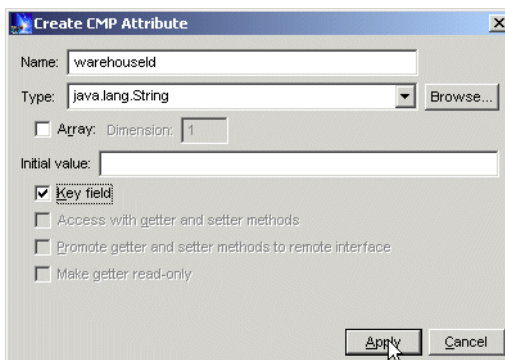 Create CMP Attribute
Name: warehouseId
Type: java.lang.String Browse...
Array: Dimension: 1
Initial value:
Key field
Access with getter and setter methods
Promote getter and setter methods to remote interface
Make getter read-only
Apply Cancel